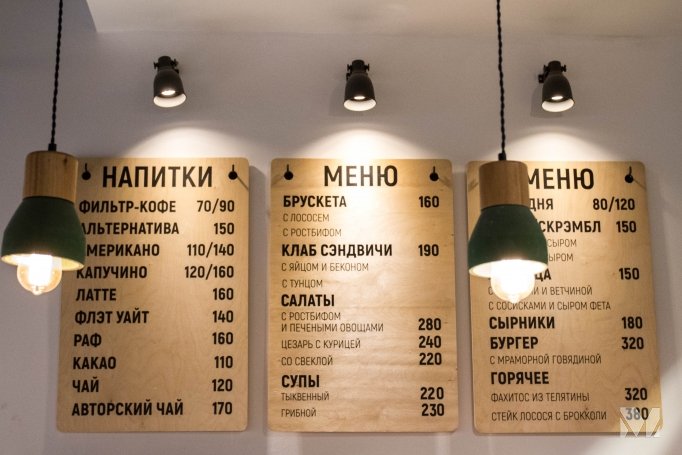 НАПИТКИ
ФИЛЬТР-КОФЕ 70/90
АЛЬТЕРНАТИВА 150
АМЕРИКАНО 110/140
КАПУЧИНО 120/160
ЛАТТЕ 160
ФЛЭТ УАЙТ 140
РАФ 160
КАКАО 110
ЧАЙ 120
АВТОРСКИЙ ЧАЙ 170
МЕНЮ
БРУСКЕТА 160
С ЛОСОСЕМ
С РОСТБИФОМ
КЛАБ СЭНДВИЧИ 190
С ЯЙЦОМ И БЕКОНОМ
С ТУНЦОМ
САЛАТЫ
С РОСТБИФОМ
И ПЕЧЕНЫМИ ОВОЩАМИ 280
ЦЕЗАРЬ С КУРИЦЕЙ 240
СО СВЕКЛОЙ 220
СУПЫ
ТЫКВЕННЫЙ 220
ГРИБНОЙ 230
МЕНЮ
ДНЯ 80/120
СКРЭМБЛ 150
СЫРОМ
СЫРОМ
150
И ВЕТЧИНОЙ
С СОСИСКАМИ И СЫРОМ ФЕТА
СЫРНИКИ 180
БУРГЕР 320
С МРАМОРНОЙ ГОВЯДИНОЙ
ГОРЯЧЕЕ
ФАХИТОС ИЗ ТЕЛЯТИНЫ 320
СТЕЙК ЛОСОСЯ С БРОККОЛИ 380